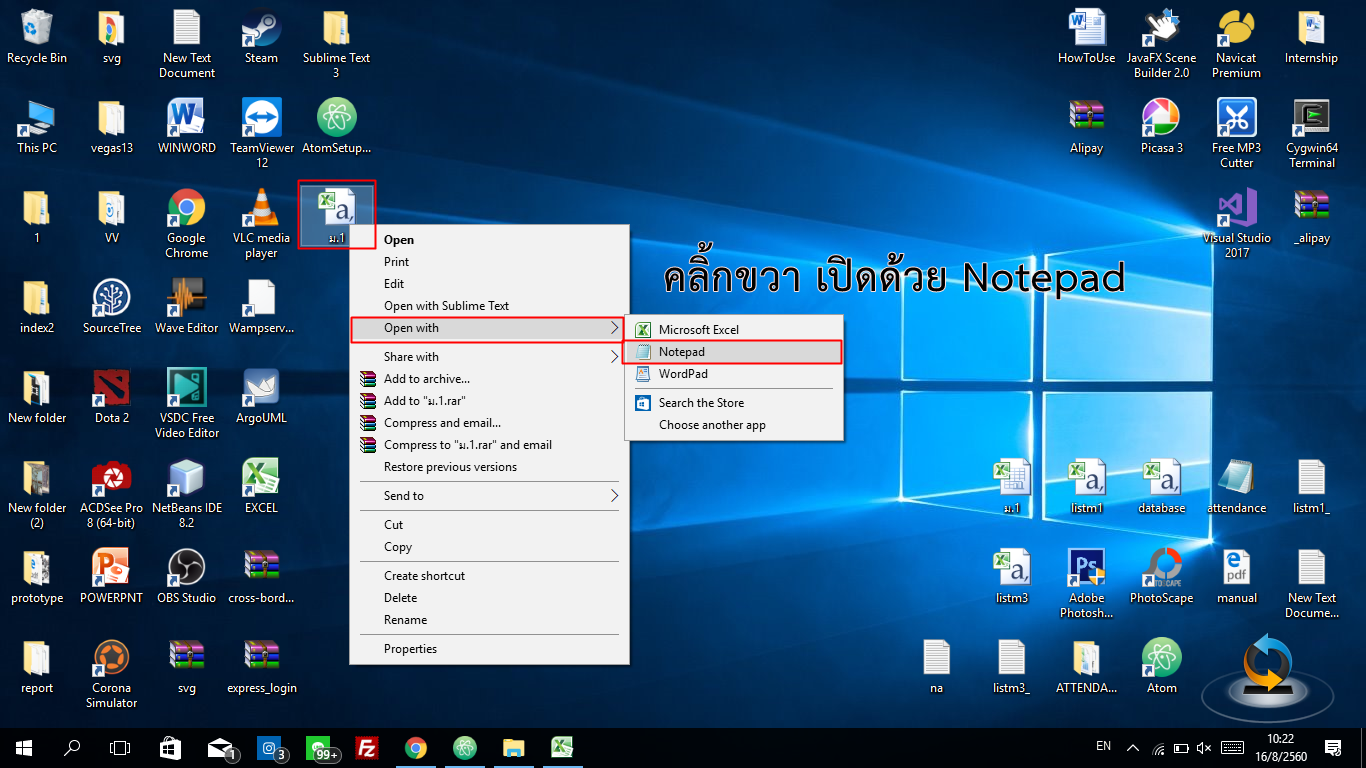 Recycle Bin
svg
New Text
Document
Steam
Sublime Text
3
HowToUse
JavaFX Scene
Builder 2.0
Navicat
Premium
Internship
This PC
vegas13
WINWORD
TeamViewer
12
AtomSetup...
Alipay
Picasa 3
Free MP3
Cutter
Cygwin64
Terminal
1
VV
Google
Chrome
VLC media
player
ม.1
Visual Studio
2017
_alipay
คลิ้กขวา เปิดด้วย Notepad
Open
Print
Edit
Open with Sublime Text
Open with
Share with
Add to archive...
Add to "ม.1.rar"
Compress and email...
Compress to "ม.1.rar" and email
Restore previous versions
Send to
Cut
Copy
Create shortcut
Delete
Rename
Properties
Microsoft Excel
Notepad
WordPad
Search the Store
Choose another app
index2
SourceTree
Wave Editor
Wampserv...
New folder
Dota 2
VSDC Free
Video Editor
ArgoUML
New folder
(2)
ACDSee Pro
8 (64-bit)
NetBeans IDE
8.2
EXCEL
ม.1
listm1
database
attendance
listm1_
prototype
POWERPNT
OBS Studio
cross-bord...
listm3
Adobe
Photosh...
PhotoScape
manual
New Text
Docume...
report
Corona
Simulator
svg
express_login
na
listm3_
ATTENDA...
Atom
1
3
99+
EN
10:22
16/8/2560